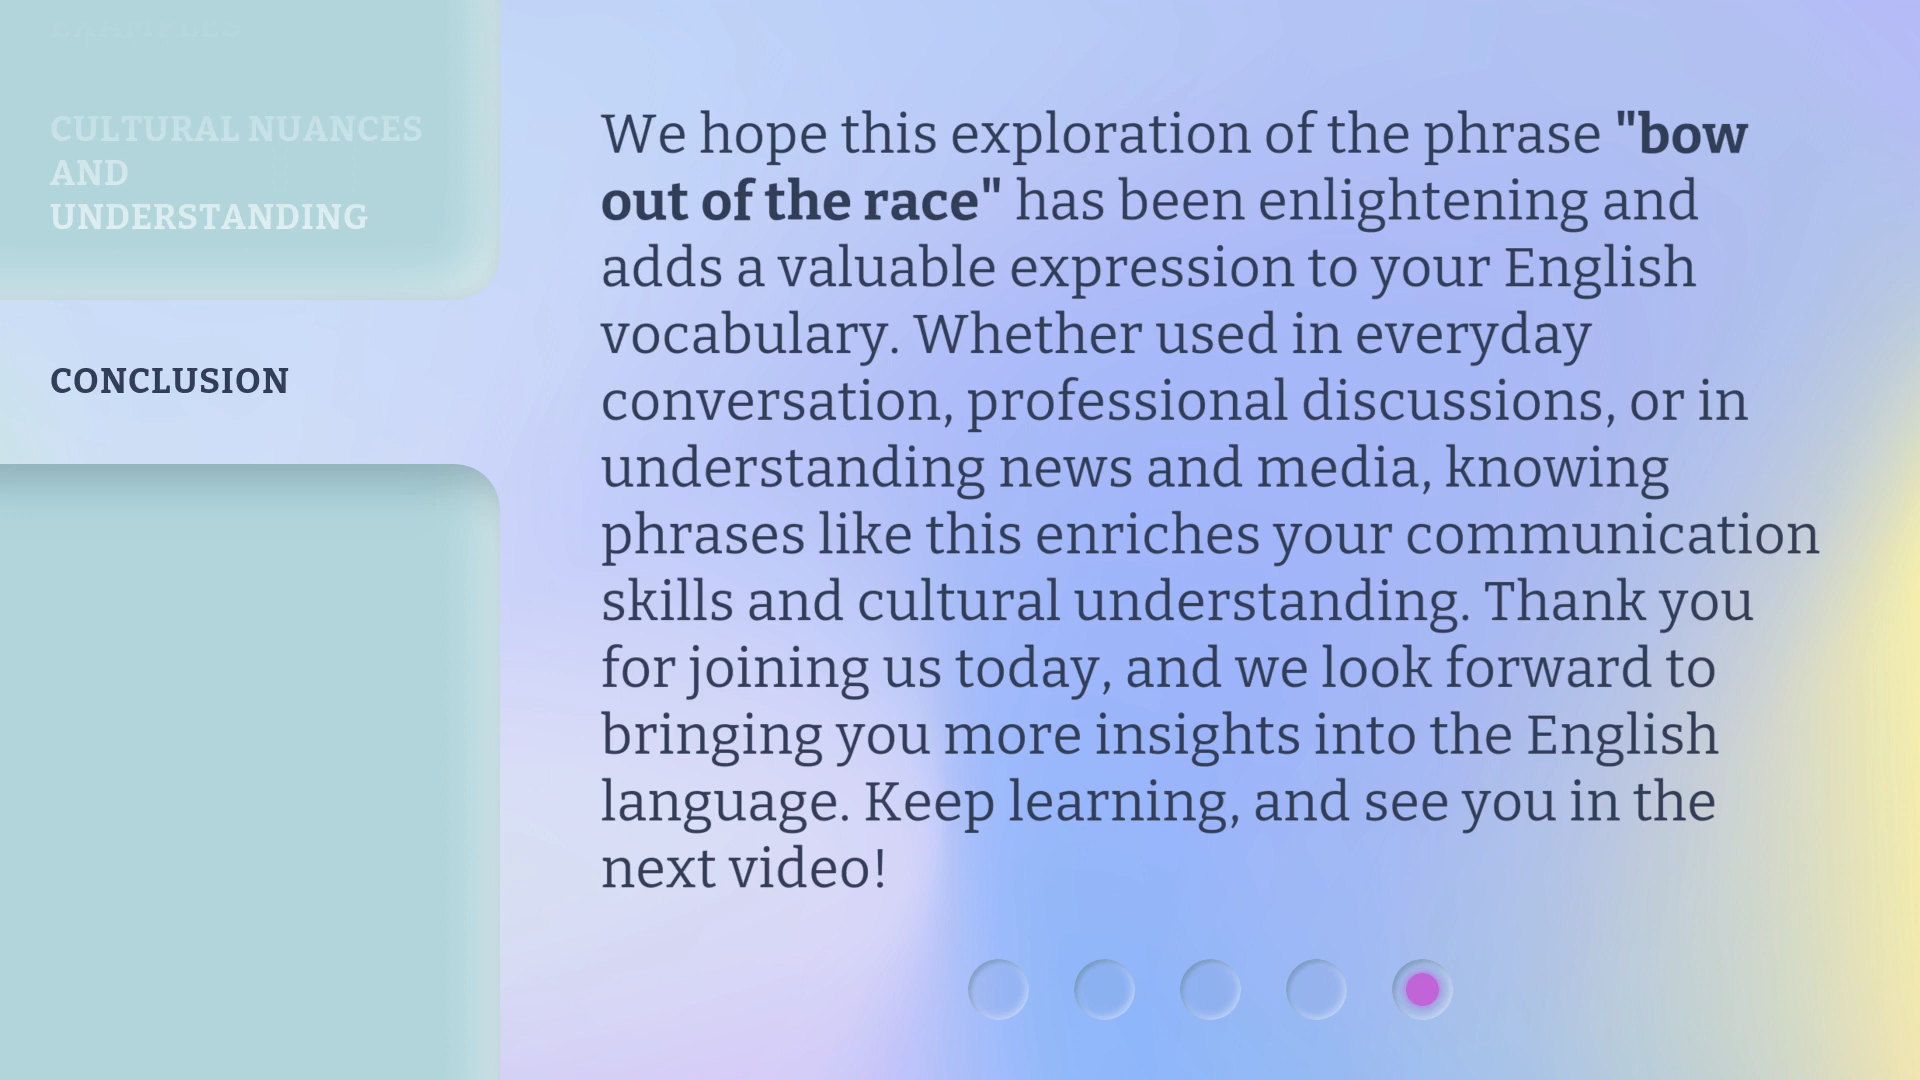 EXAMPLES
CULTURAL NUANCES
AND
UNDERSTANDING
CONCLUSION
We hope this exploration of the phrase "bow
out of the race" has been enlightening and
adds a valuable expression to your English
vocabulary. Whether used in everyday
conversation, professional discussions, or in
understanding news and media, knowing
phrases like this enriches your communication
skills and cultural understanding. Thank you
for joining us today, and we look forward to
bringing you more insights into the English
language. Keep learning, and see you in the
next video!